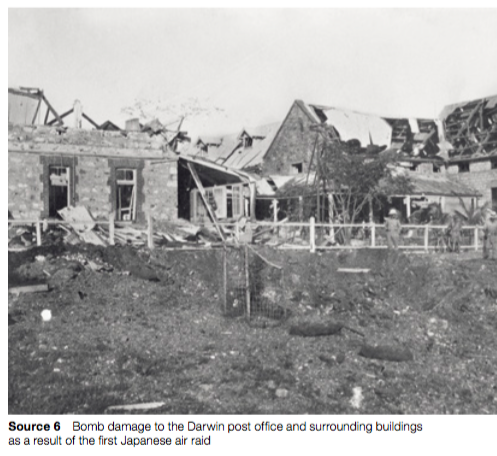 Source 6 Bomb damage to the Darwin post office and surrounding buildings
as a result of the first Japanese air raid